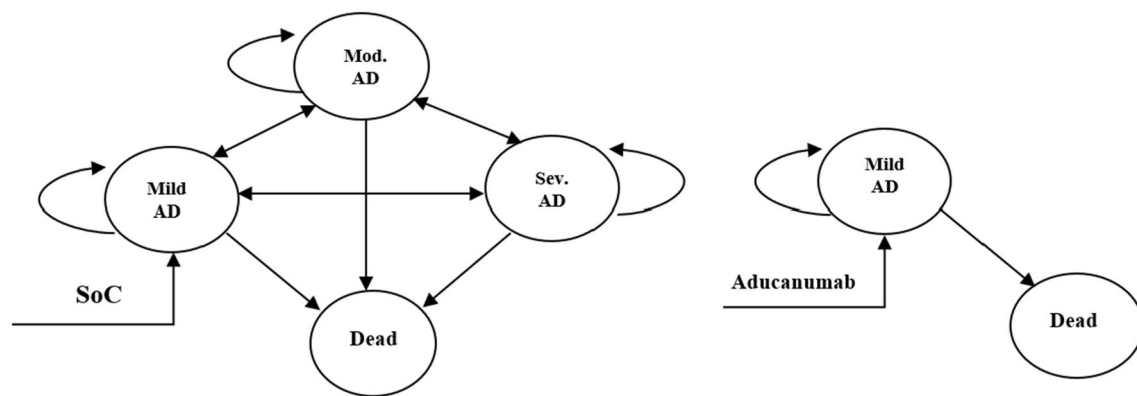 Mod.
AD
Mild
AD
Sev.
AD
SoC
Dead
Mild
AD
Aducanumab
Dead